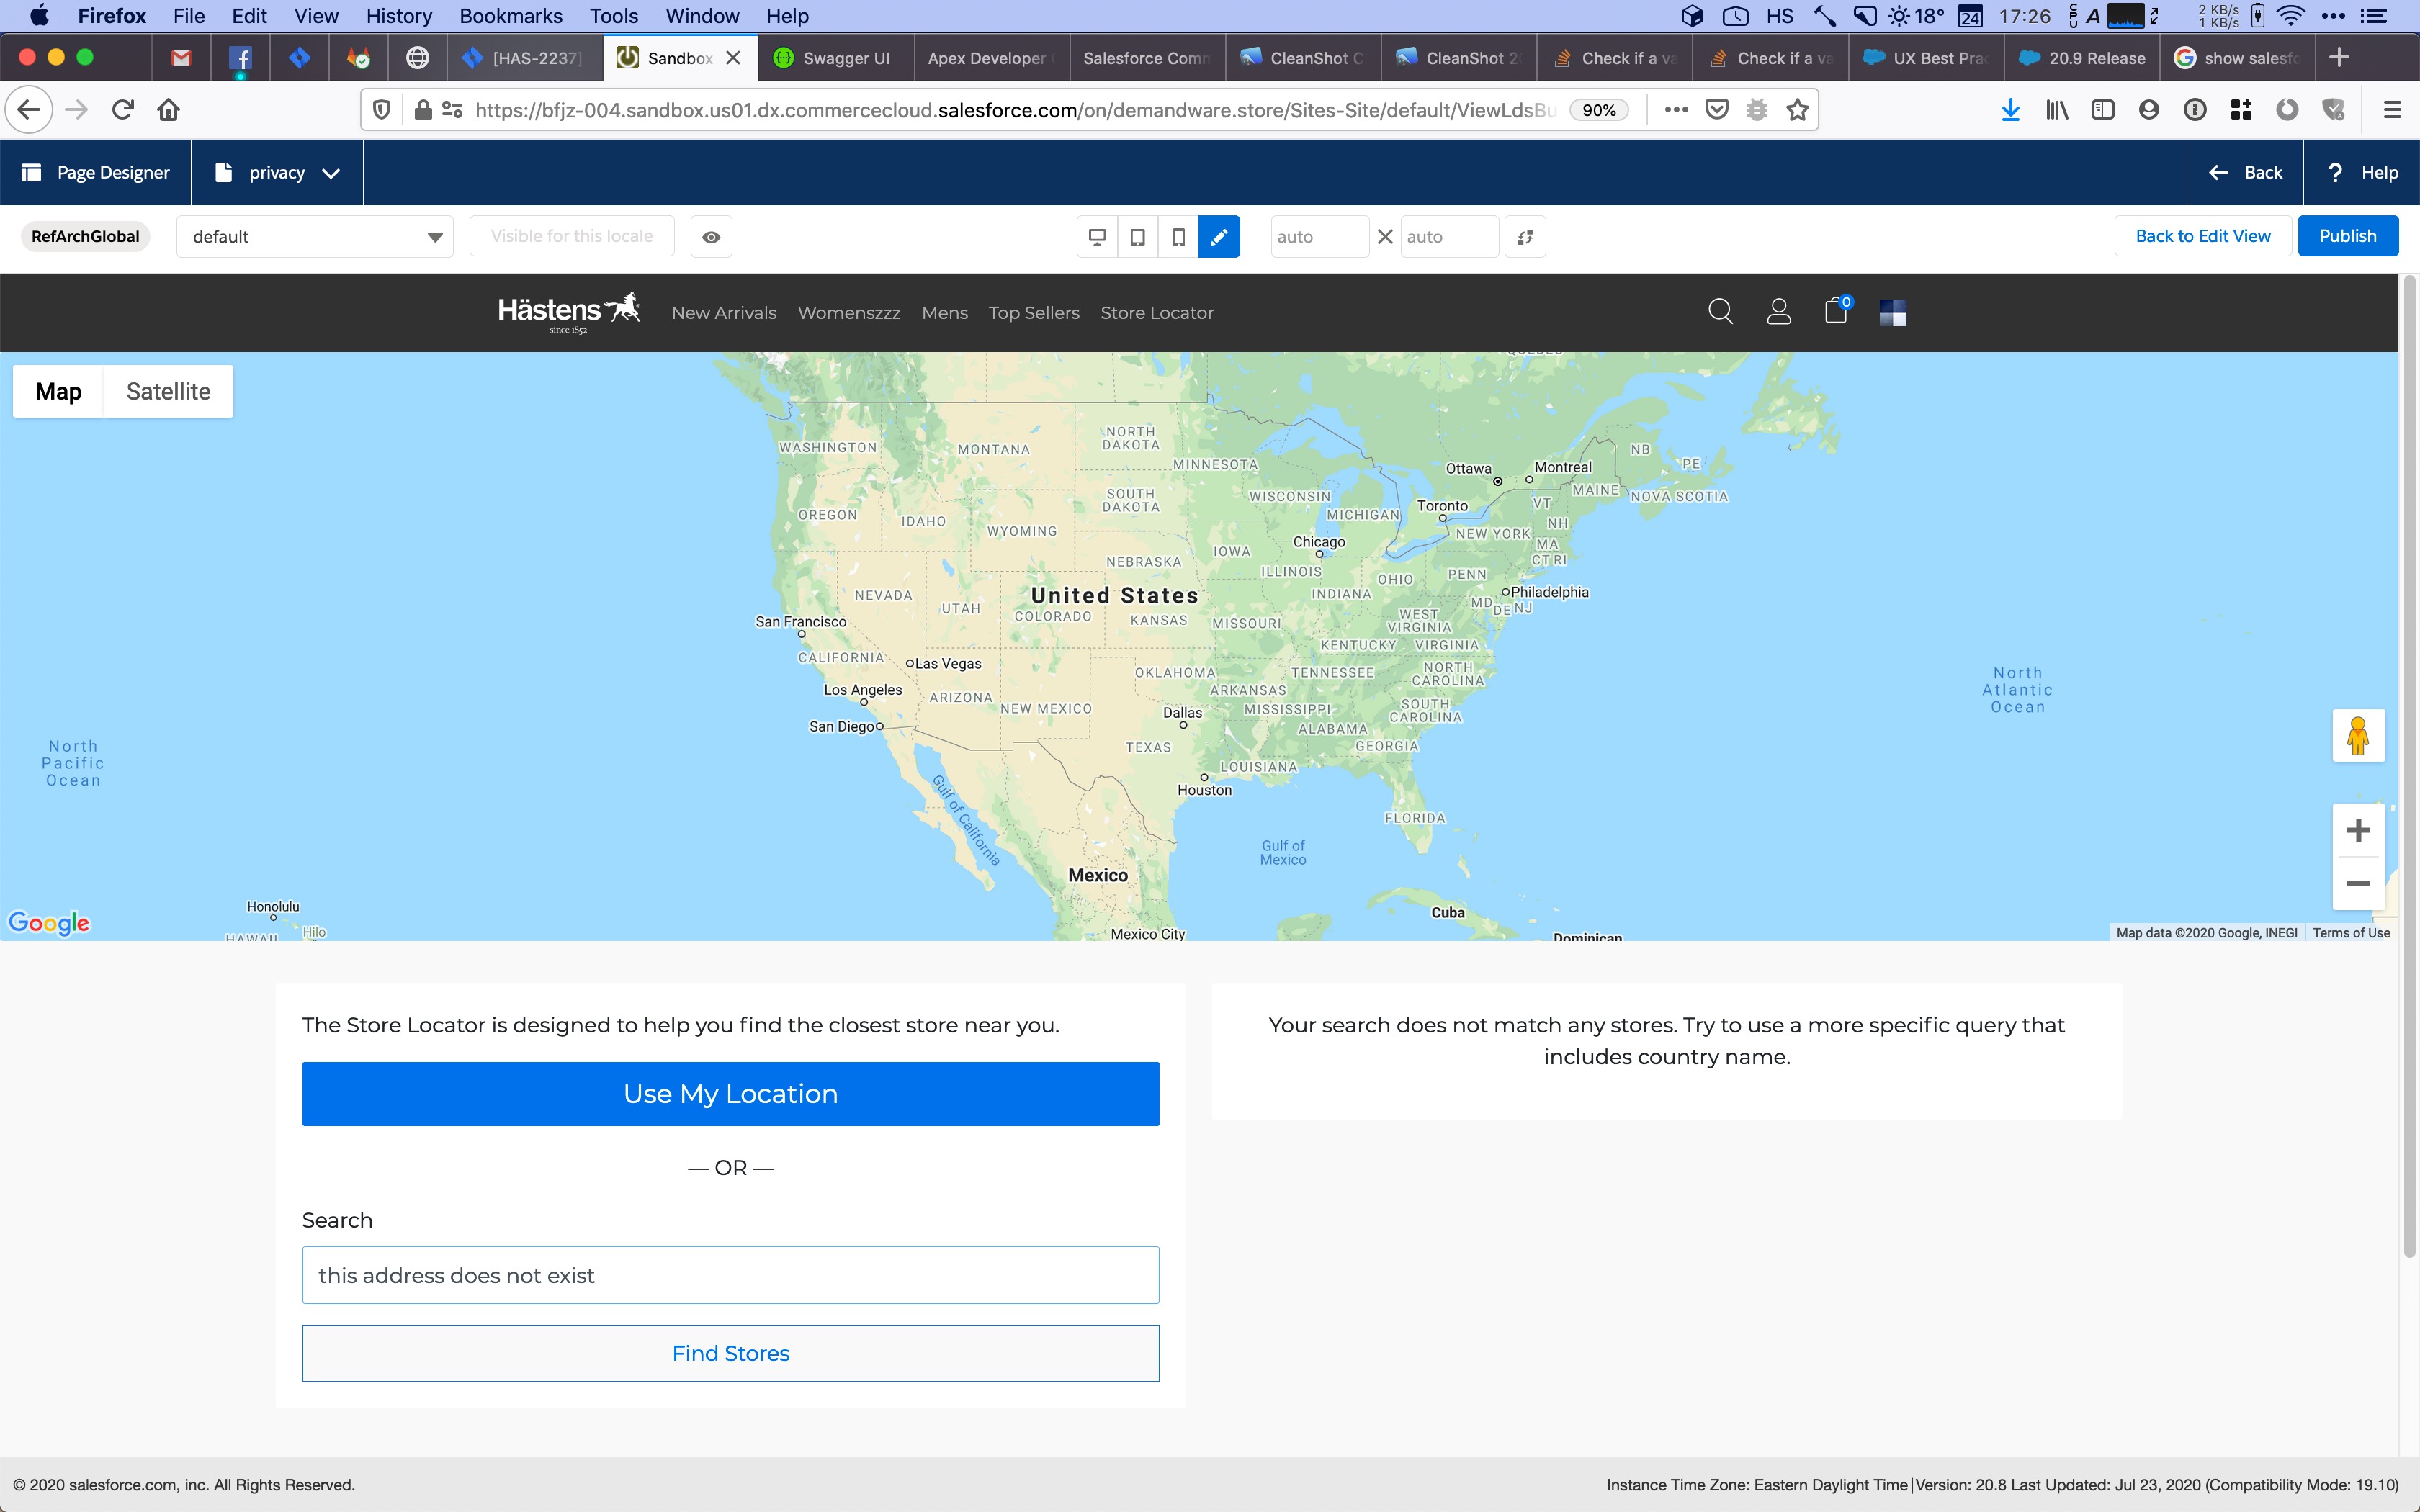 Firefox File Edit View History Bookmarks Tools Window Help
HS 18° 24 17:26 CPU A 2 KB/s 1 KB/s
[HAS-2237] Sandbox Swagger UI Apex Developer Salesforce Comm CleanShot C CleanShot 2 Check if a va Check if a va UX Best Prac 20.9 Release show salesfo
https://bfjz-004.sandbox.us01.dx.commercecloud.salesforce.com/on/demandware.store/Sites-Site/default/ViewLdsBu 90%
Page Designer privacy Back Help
RefArchGlobal default Visible for this locale auto auto Back to Edit View Publish
Hästens New Arrivals Womenszzz Mens Top Sellers Store Locator 0
since 1852
Map Satellite
NORTH
DAKOTA
WASHINGTON MONTANA NB
MINNESOTA Ottawa Montreal PE
SOUTH
DAKOTA
WISCONSIN MAINE NOVA SCOTIA
OREGON IDAHO MICHIGAN Toronto VT
WYOMING NH
NEW YORK
Chicago MA
IOWA CT RI
NEBRASKA ILLINOIS OHIO PENN
NEVADA UTAH United States INDIANA Philadelphia
MD DE NJ
COLORADO KANSAS MISSOURI WEST
VIRGINIA
San Francisco
KENTUCKY VIRGINIA
CALIFORNIA Las Vegas
OKLAHOMA TENNESSEE NORTH
CAROLINA
Los Angeles ARIZONA ARKANSAS
NEW MEXICO MISSISSIPPI SOUTH
CAROLINA
San Diego Dallas
ALABAMA
TEXAS GEORGIA
LOUISIANA
Houston
North
Atlantic
Ocean
North
Pacific
Ocean
Gulf of California
FLORIDA
Gulf of
Mexico
Mexico
Honolulu Cuba
HAWAII Hilo Mexico City Dominican
Google Map data ©2020 Google, INEGI Terms of Use
The Store Locator is designed to help you find the closest store near you.
Use My Location
— OR —
Search
this address does not exist
Find Stores
Your search does not match any stores. Try to use a more specific query that
includes country name.
© 2020 salesforce.com, inc. All Rights Reserved. Instance Time Zone: Eastern Daylight Time|Version: 20.8 Last Updated: Jul 23, 2020 (Compatibility Mode: 19.10)